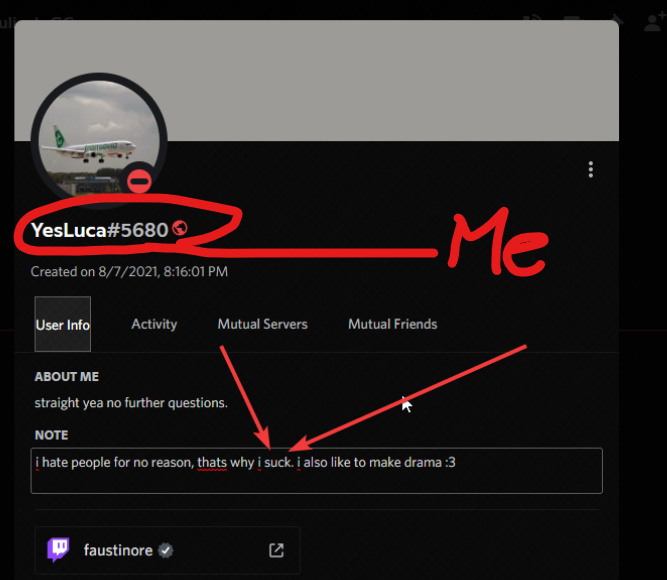 YesLuca#5680
Me
Created on 8/7/2021, 8:16:01 PM
User Info Activity Mutual Servers Mutual Friends
ABOUT ME
straight yea no further questions.
NOTE
i hate people for no reason, thats why i suck. i also like to make drama :3
faustinore